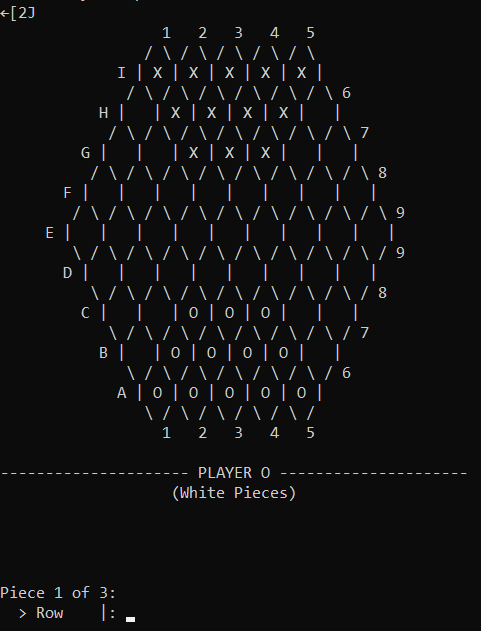 ←[2J
                  1   2   3   4   5
                / \ / \ / \ / \ / \
             I | X | X | X | X | X |
              / \ / \ / \ / \ / \ / \ 6
           H |   | X | X | X | X |   |
            / \ / \ / \ / \ / \ / \ / \ 7
         G |   |   | X | X | X |   |   |
          / \ / \ / \ / \ / \ / \ / \ / \ 8
       F |   |   |   |   |   |   |   |   |
        / \ / \ / \ / \ / \ / \ / \ / \ / \ 9
     E |   |   |   |   |   |   |   |   |   |
        \ / \ / \ / \ / \ / \ / \ / \ / \ / 9
       D |   |   |   |   |   |   |   |   |
          \ / \ / \ / \ / \ / \ / \ / \ / 8
         C |   |   | O | O | O |   |   |
            \ / \ / \ / \ / \ / \ / \ / 7
           B |   | O | O | O | O |   |
              \ / \ / \ / \ / \ / \ / 6
             A | O | O | O | O | O |
                \ / \ / \ / \ / \ /
                  1   2   3   4   5
--------------------- PLAYER O ---------------------
(White Pieces)
Piece 1 of 3:
  > Row    |: